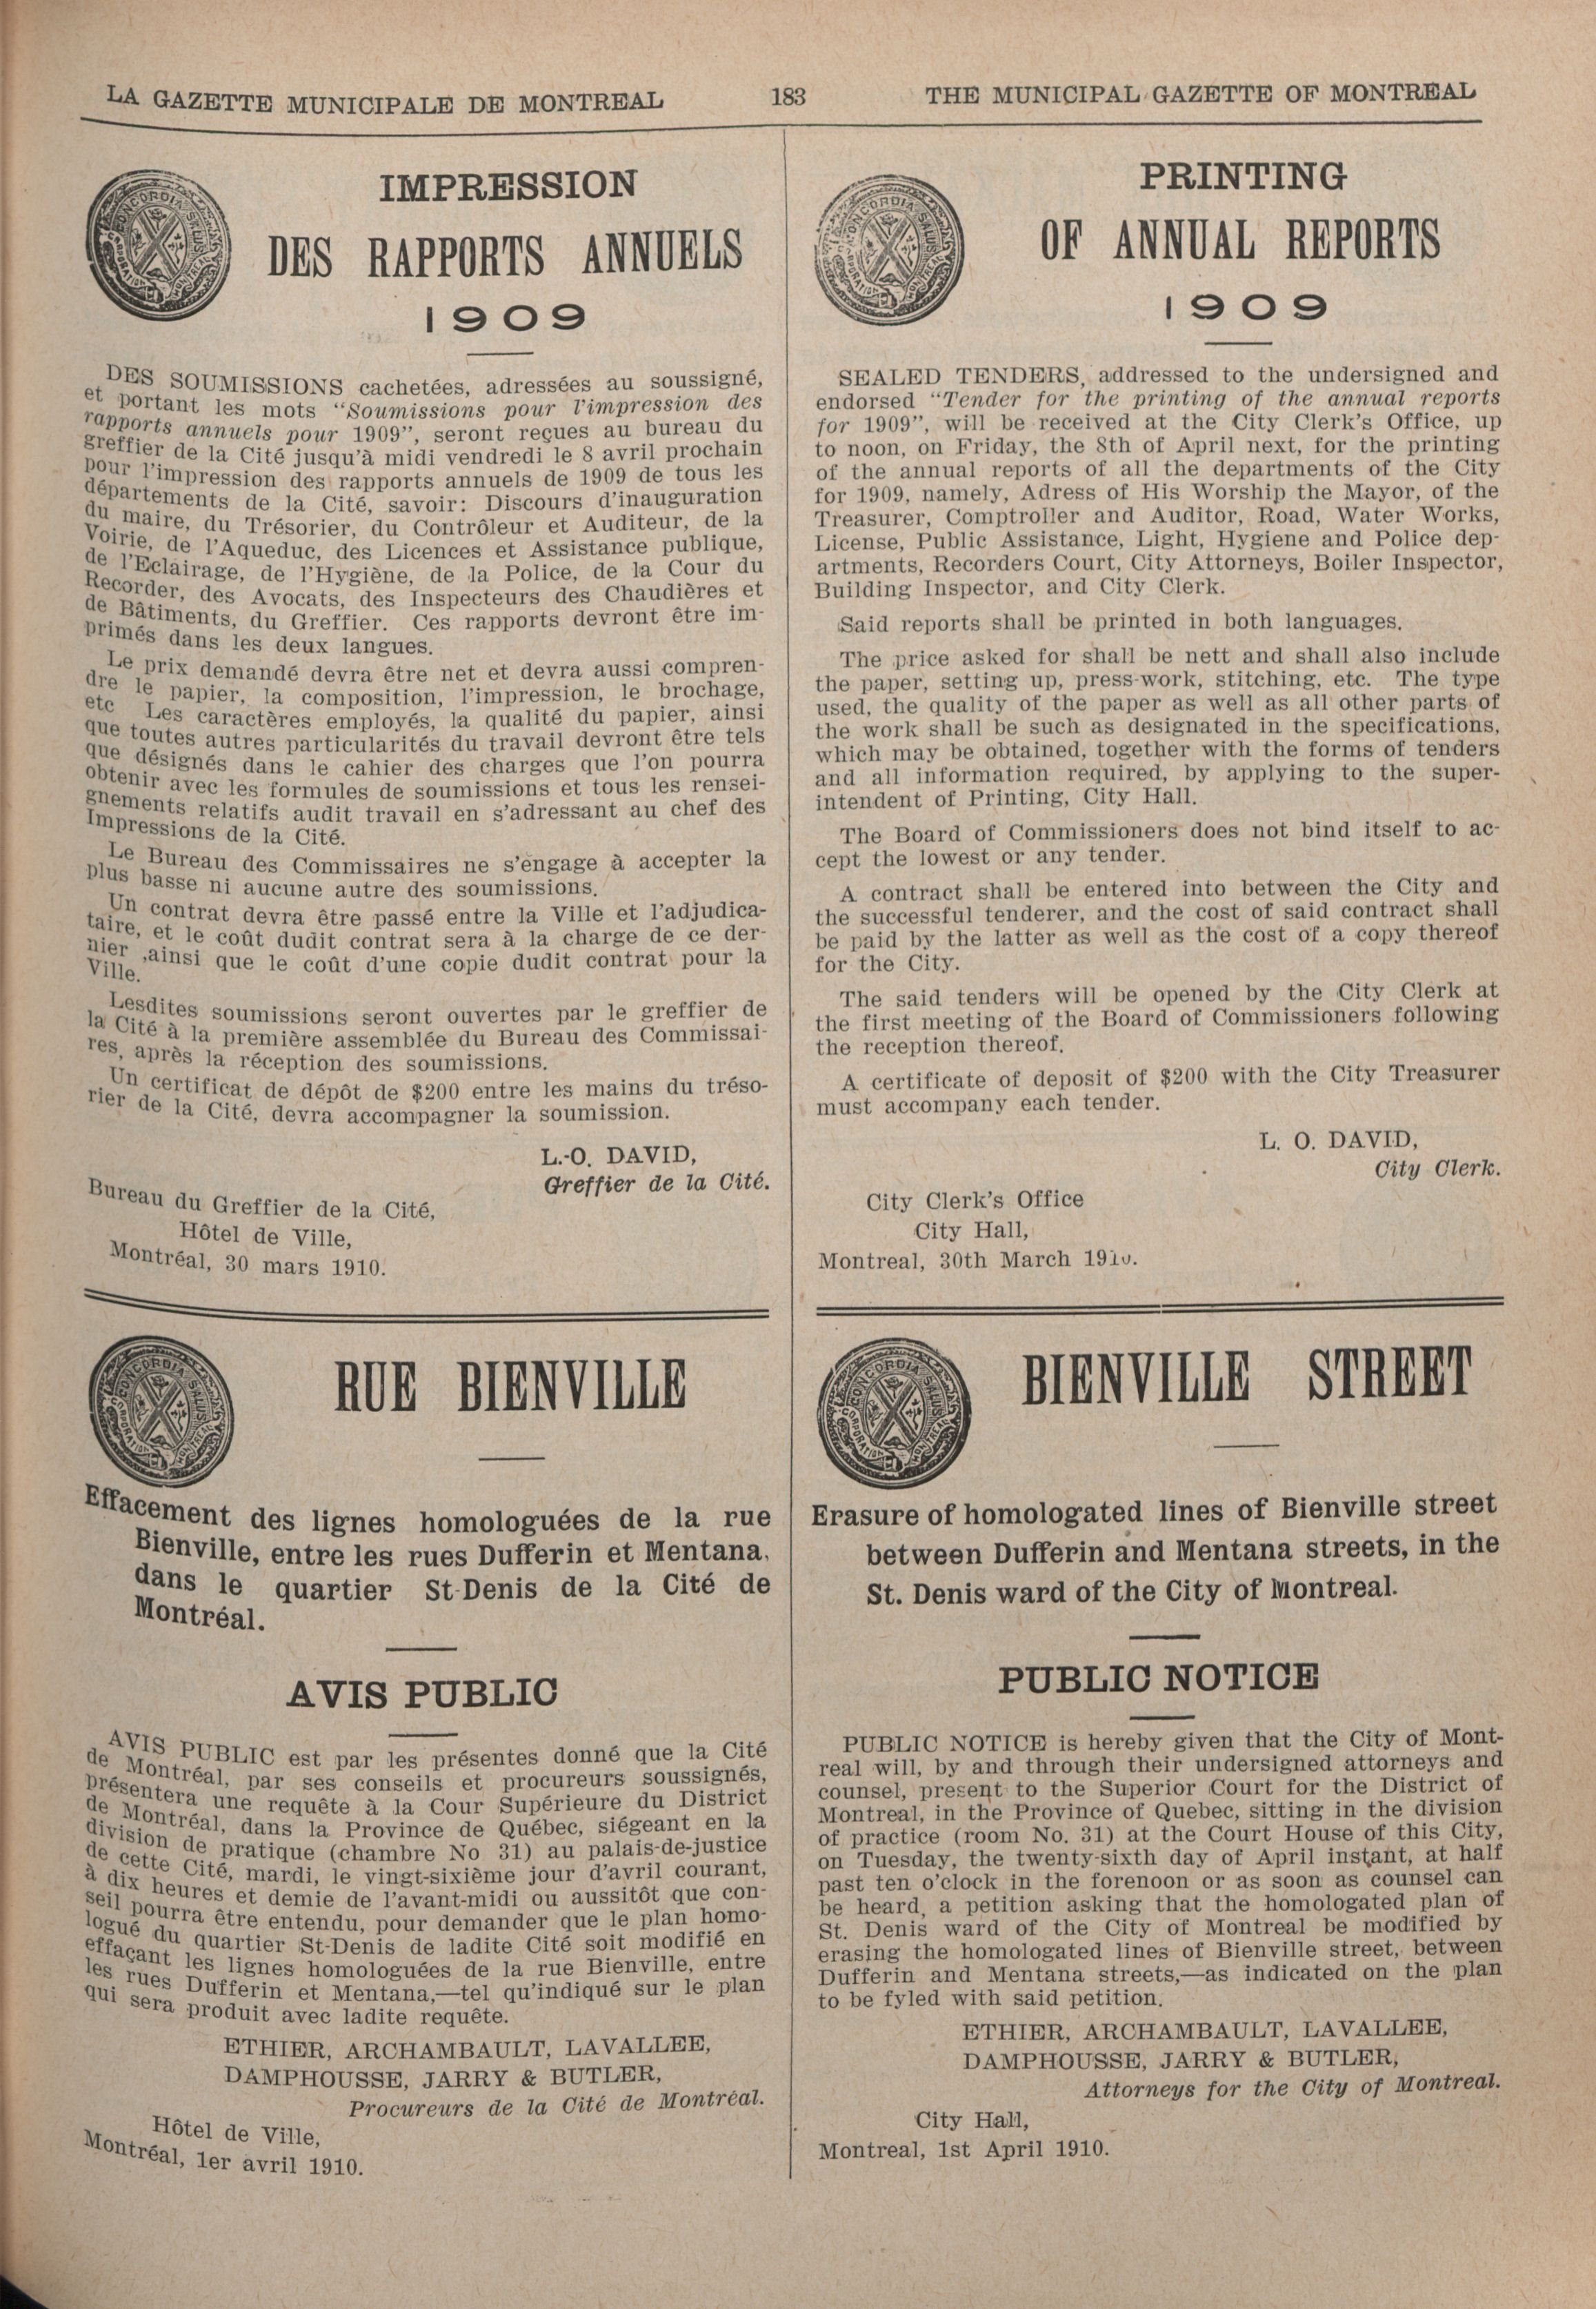 LA GAZETTE MUNICIPALE DE MONTREAL 183 THE MUNICIPAL GAZETTE OF MONTREAL
IMPRESSION
DES RAPPORTS ANNUELS
1909
DES SOUMISSIONS cachetées, adressées au soussigné,
et portant les mots "Soumissions pour l'impression des
rapports annuels pour 1909", seront reçues au bureau du
greffier de la Cité jusqu'à midi vendredi le 8 avril prochain
pour l'impression des rapports annuels de 1909 de tous les
départements de la Cité, savoir: Discours d'inauguration
du maire, du Trésorier, du Contrôleur et Auditeur, de la
Voirie, de l'Aqueduc, des Licences et Assistance publique,
de l'Eclairage, de l'Hygiène, de la Police, de la Cour du
Recorder, des Avocats, des Inspecteurs des Chaudières et
de Bâtiments, du Greffier. Ces rapports devront être im-
primés dans les deux langues.
Le prix demandé devra être net et devra aussi compren-
dre le papier, la composition, l'impression, le brochage,
etc Les caractères employés, la qualité du papier, ainsi
que toutes autres particularités du travail devront être tels
que désignés dans le cahier des charges que l'on pourra
obtenir avec les formules de soumissions et tous les rensei-
gnements relatifs audit travail en s'adressant au chef des
Impressions de la Cité.
Le Bureau des Commissaires ne s'engage à accepter la
plus basse ni aucune autre des soumissions.
Un contrat devra être passé entre la Ville et l'adjudica-
taire, et le coût dudit contrat sera à la charge de ce der-
nier ,ainsi que le coût d'une copie dudit contrat pour la
Ville.
Lesdites soumissions seront ouvertes par le greffier de
la Cité à la première assemblée du Bureau des Commissai-
res, après la réception des soumissions.
Un certificat de dépôt de $200 entre les mains du tréso-
rier de la Cité, devra accompagner la soumission.
L.-O. DAVID,
Greffier de la Cité.
Bureau du Greffier de la Cité,
Hôtel de Ville,
Montréal, 30 mars 1910.
RUE BIENVILLE
Effacement des lignes homologuées de la rue
Bienville, entre les rues Dufferin et Mentana,
dans le quartier St-Denis de la Cité de
Montréal.
AVIS PUBLIC
AVIS PUBLIC est par les présentes donné que la Cité
de Montréal, par ses conseils et procureurs soussignés,
présentera une requête à la Cour Supérieure du District
de Montréal, dans la Province de Québec, siégeant en la
division de pratique (chambre No 31) au palais-de-justice
de cette Cité, mardi, le vingt-sixième jour d'avril courant,
à dix heures et demie de l'avant-midi ou aussitôt que con-
seil pourra être entendu, pour demander que le plan homo-
logué du quartier St-Denis de ladite Cité soit modifié en
effaçant les lignes homologuées de la rue Bienville, entre
les rues Dufferin et Mentana,—tel qu'indiqué sur le plan
qui sera produit avec ladite requête.
ETHIER, ARCHAMBAULT, LAVALLEE,
DAMPHOUSSE, JARRY & BUTLER,
Procureurs de la Cité de Montréal.
Hôtel de Ville,
Montréal, 1er avril 1910.
PRINTING
OF ANNUAL REPORTS
1909
SEALED TENDERS, addressed to the undersigned and
endorsed "Tender for the printing of the annual reports
for 1909", will be received at the City Clerk's Office, up
to noon, on Friday, the 8th of April next, for the printing
of the annual reports of all the departments of the City
for 1909, namely, Adress of His Worship the Mayor, of the
Treasurer, Comptroller and Auditor, Road, Water Works,
License, Public Assistance, Light, Hygiene and Police dep-
artments, Recorders Court, City Attorneys, Boiler Inspector,
Building Inspector, and City Clerk.
Said reports shall be printed in both languages.
The price asked for shall be nett and shall also include
the paper, setting up, press-work, stitching, etc. The type
used, the quality of the paper as well as all other parts of
the work shall be such as designated in the specifications,
which may be obtained, together with the forms of tenders
and all information required, by applying to the super-
intendent of Printing, City Hall.
The Board of Commissioners does not bind itself to ac-
cept the lowest or any tender.
A contract shall be entered into between the City and
the successful tenderer, and the cost of said contract shall
be paid by the latter as well as the cost of a copy thereof
for the City.
The said tenders will be opened by the City Clerk at
the first meeting of the Board of Commissioners following
the reception thereof.
A certificate of deposit of $200 with the City Treasurer
must accompany each tender.
L. O. DAVID,
City Clerk.
City Clerk's Office
City Hall,
Montreal, 30th March 1910.
BIENVILLE STREET
Erasure of homologated lines of Bienville street
between Dufferin and Mentana streets, in the
St. Denis ward of the City of Montreal.
PUBLIC NOTICE
PUBLIC NOTICE is hereby given that the City of Mont-
real will, by and through their undersigned attorneys and
counsel, present to the Superior Court for the District of
Montreal, in the Province of Quebec, sitting in the division
of practice (room No. 31) at the Court House of this City,
on Tuesday, the twenty-sixth day of April instant, at half
past ten o'clock in the forenoon or as soon as counsel can
be heard, a petition asking that the homologated plan of
St. Denis ward of the City of Montreal be modified by
erasing the homologated lines of Bienville street, between
Dufferin and Mentana streets,—as indicated on the plan
to be fyled with said petition.
ETHIER, ARCHAMBAULT, LAVALLEE,
DAMPHOUSSE, JARRY & BUTLER,
Attorneys for the City of Montreal.
City Hall,
Montreal, 1st April 1910.